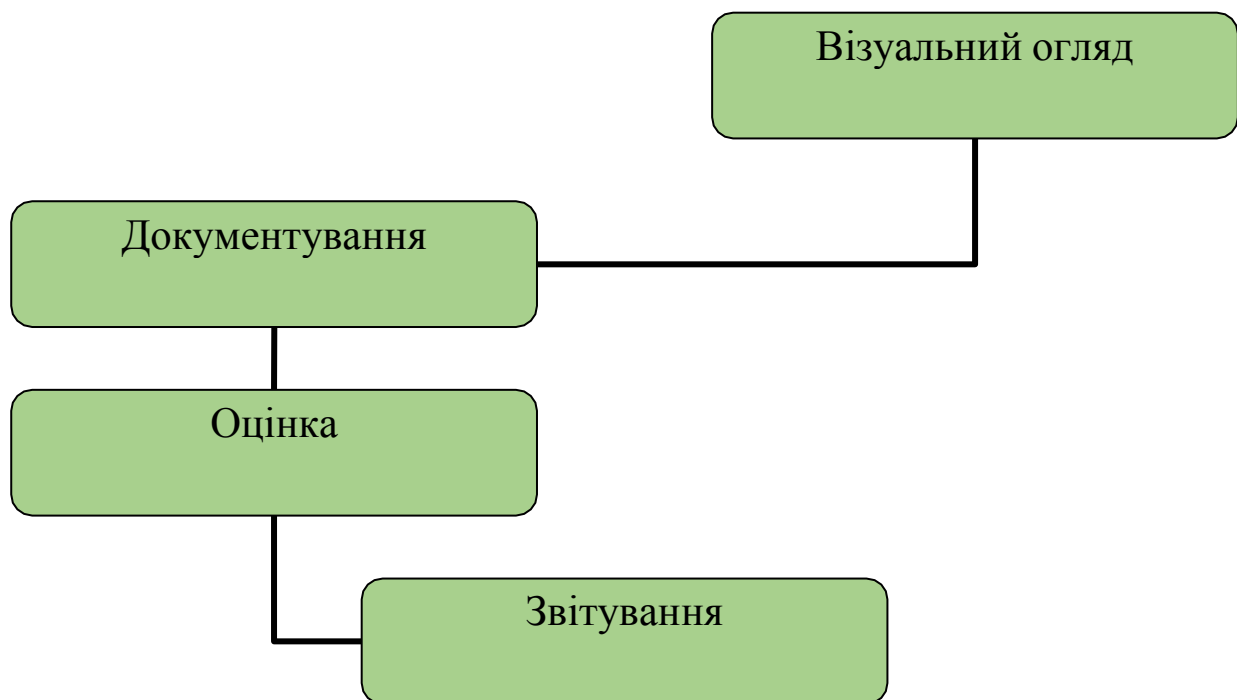 Візуальний огляд
Документування
Оцінка
Звітування